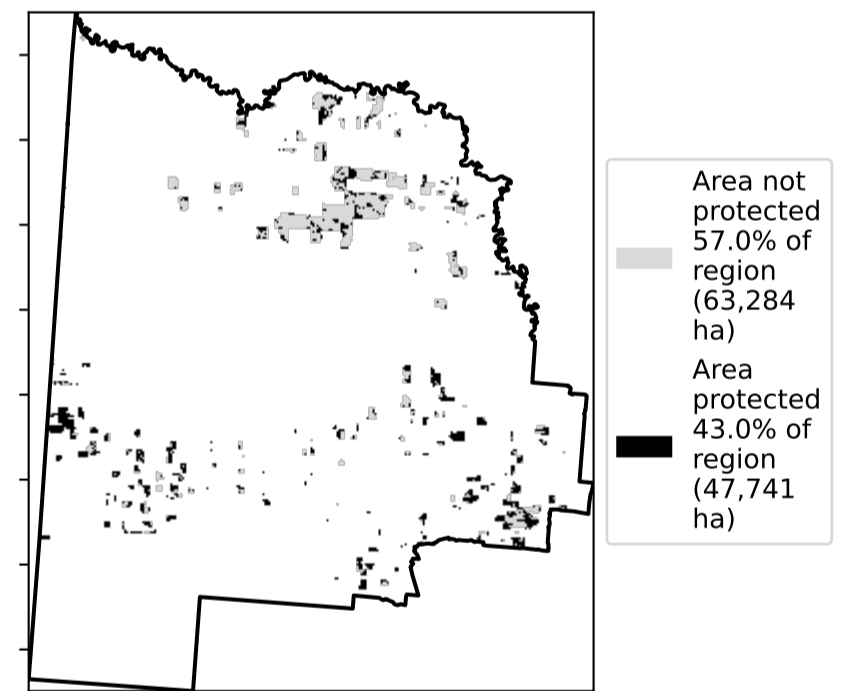 Area not
protected
57.0% of
region
(63,284
ha)
Area
protected
43.0% of
region
(47,741
ha)